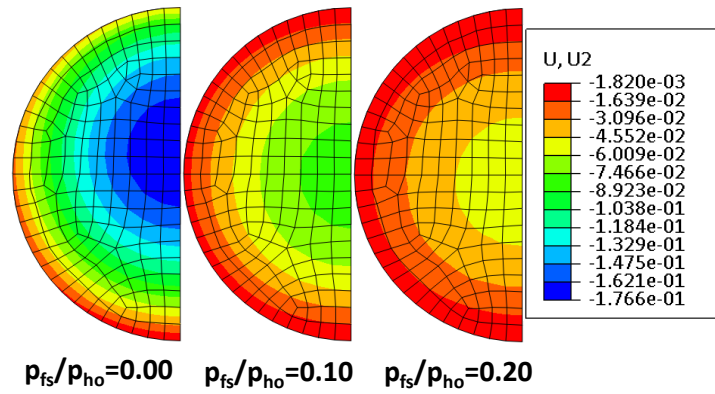 U, U2
-1.820e-03
-1.639e-02
-3.096e-02
-4.552e-02
-6.009e-02
-7.466e-02
-8.923e-02
-1.038e-01
-1.184e-01
-1.329e-01
-1.475e-01
-1.621e-01
-1.766e-01
pfs/pho=0.00 pfs/pho=0.10 pfs/pho=0.20